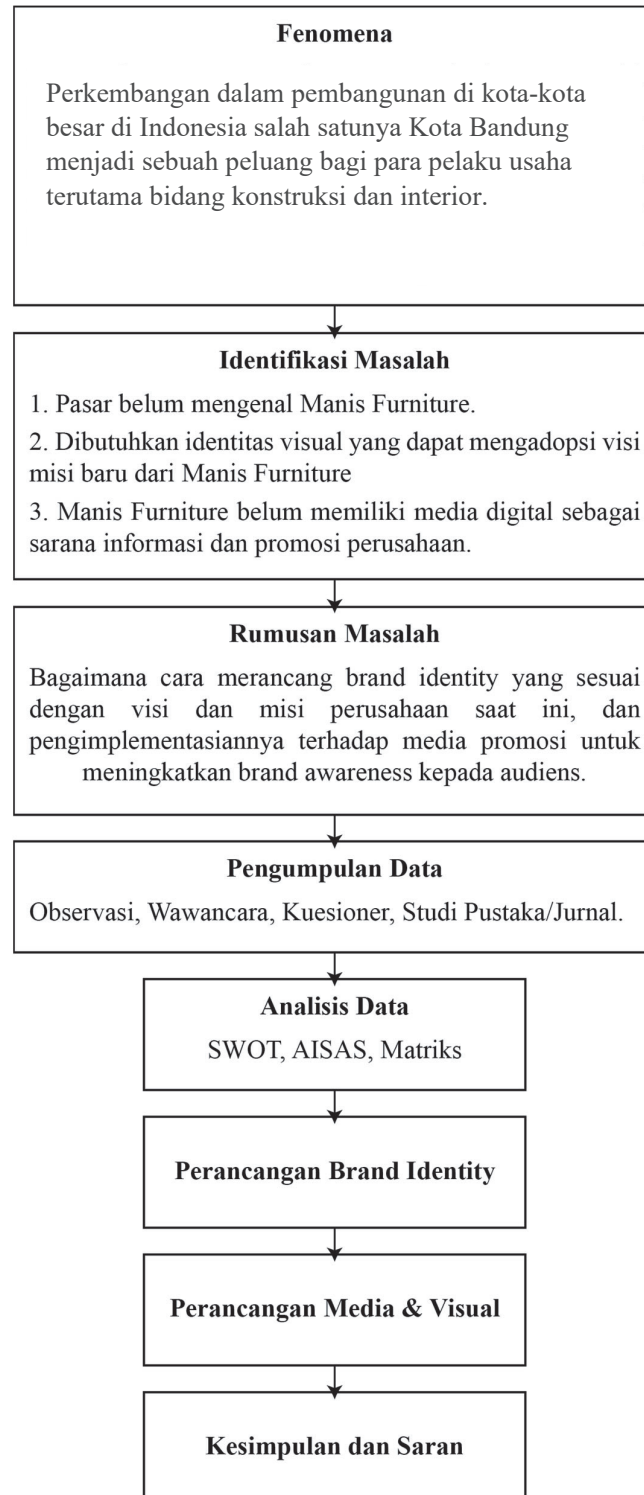 Fenomena
Perkembangan dalam pembangunan di kota-kota
besar di Indonesia salah satunya Kota Bandung
menjadi sebuah peluang bagi para pelaku usaha
terutama bidang konstruksi dan interior.
Identifikasi Masalah
1. Pasar belum mengenal Manis Furniture.
2. Dibutuhkan identitas visual yang dapat mengadopsi visi
misi baru dari Manis Furniture
3. Manis Furniture belum memiliki media digital sebagai
sarana informasi dan promosi perusahaan.
Rumusan Masalah
Bagaimana cara merancang brand identity yang sesuai
dengan visi dan misi perusahaan saat ini, dan
pengimplementasiannya terhadap media promosi untuk
meningkatkan brand awareness kepada audiens.
Pengumpulan Data
Observasi, Wawancara, Kuesioner, Studi Pustaka/Jurnal.
Analisis Data
SWOT, AISAS, Matriks
Perancangan Brand Identity
Perancangan Media & Visual
Kesimpulan dan Saran